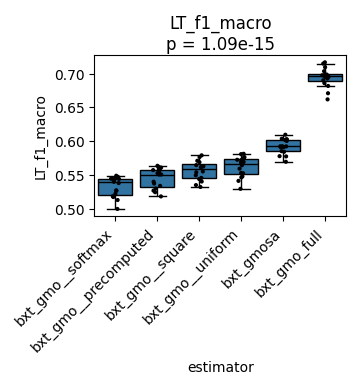 LT_f1_macro
p = 1.09e-15
LT_f1_macro
0.70
0.65
0.60
0.55
0.50
bxt_gmo__softmax
bxt_gmo__precomputed
bxt_gmo__square
bxt_gmo__uniform
bxt_gmosa
bxt_gmo_full
estimator